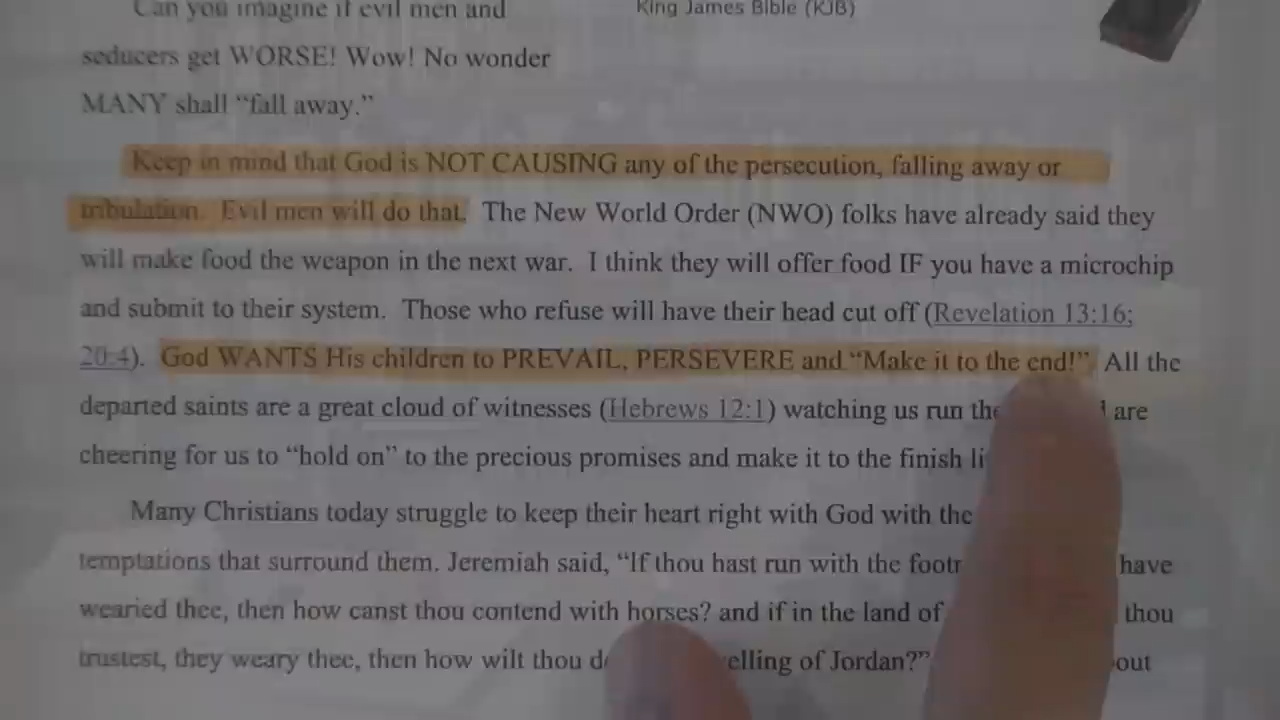 Can you imagine if evil men and
King James Bible (KJB)
seducers get WORSE! Wow! No wonder
MANY shall “fall away.”
Keep in mind that God is NOT CAUSING any of the persecution, falling away or
tribulation. Evil men will do that. The New World Order (NWO) folks have already said they
will make food the weapon in the next war. I think they will offer food IF you have a microchip
and submit to their system. Those who refuse will have their head cut off (Revelation 13:16;
20:4). God WANTS His children to PREVAIL, PERSEVERE and “Make it to the end!”. All the
departed saints are a great cloud of witnesses (Hebrews 12:1) watching us run the are
cheering for us to “hold on” to the precious promises and make it to the finish
Many Christians today struggle to keep their heart right with God with the
temptations that surround them. Jeremiah said, “If thou hast run with the have
wearied thee, then how canst thou contend with horses? and if in the land of thou
trustest, they weary thee, then how wilt thou of Jordan?”